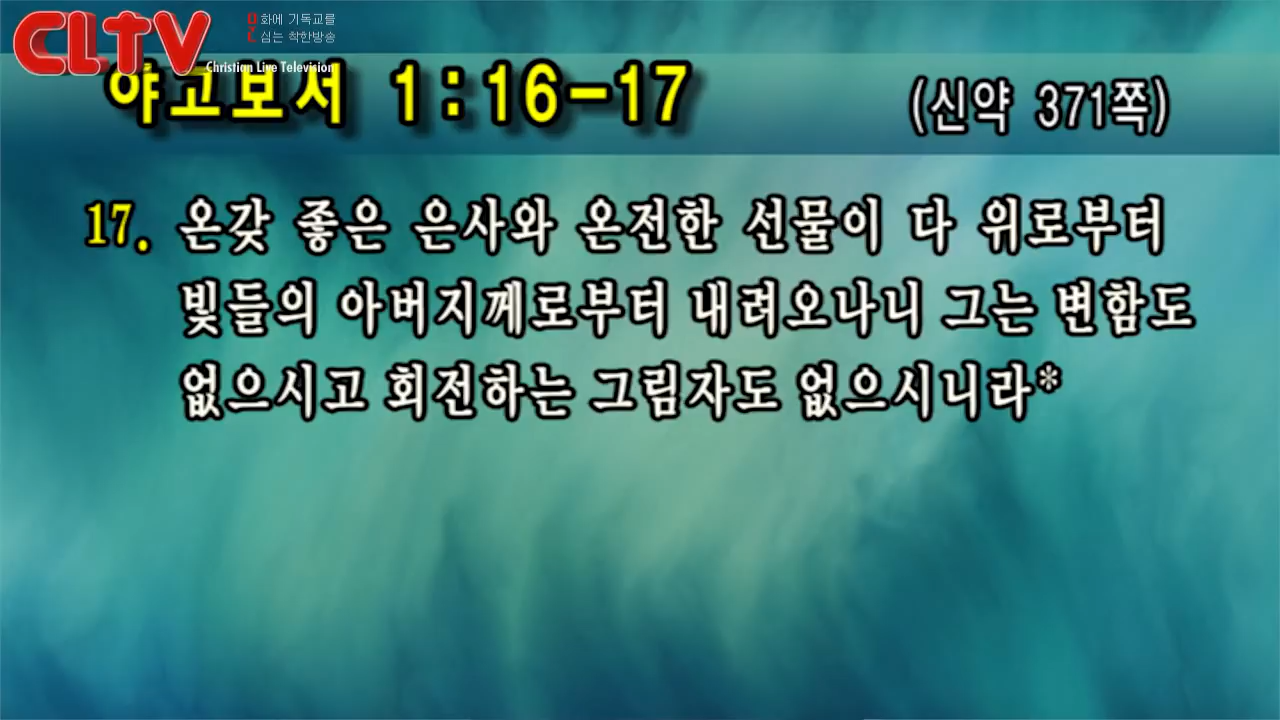 CLTV
문화에 기독교를
심는 착한방송
Christian Live Television
야고보서 1:16-17
(신약 371쪽)
17. 온갖 좋은 은사와 온전한 선물이 다 위로부터
빛들의 아버지께로부터 내려오나니 그는 변함도
없으시고 회전하는 그림자도 없으시니라*